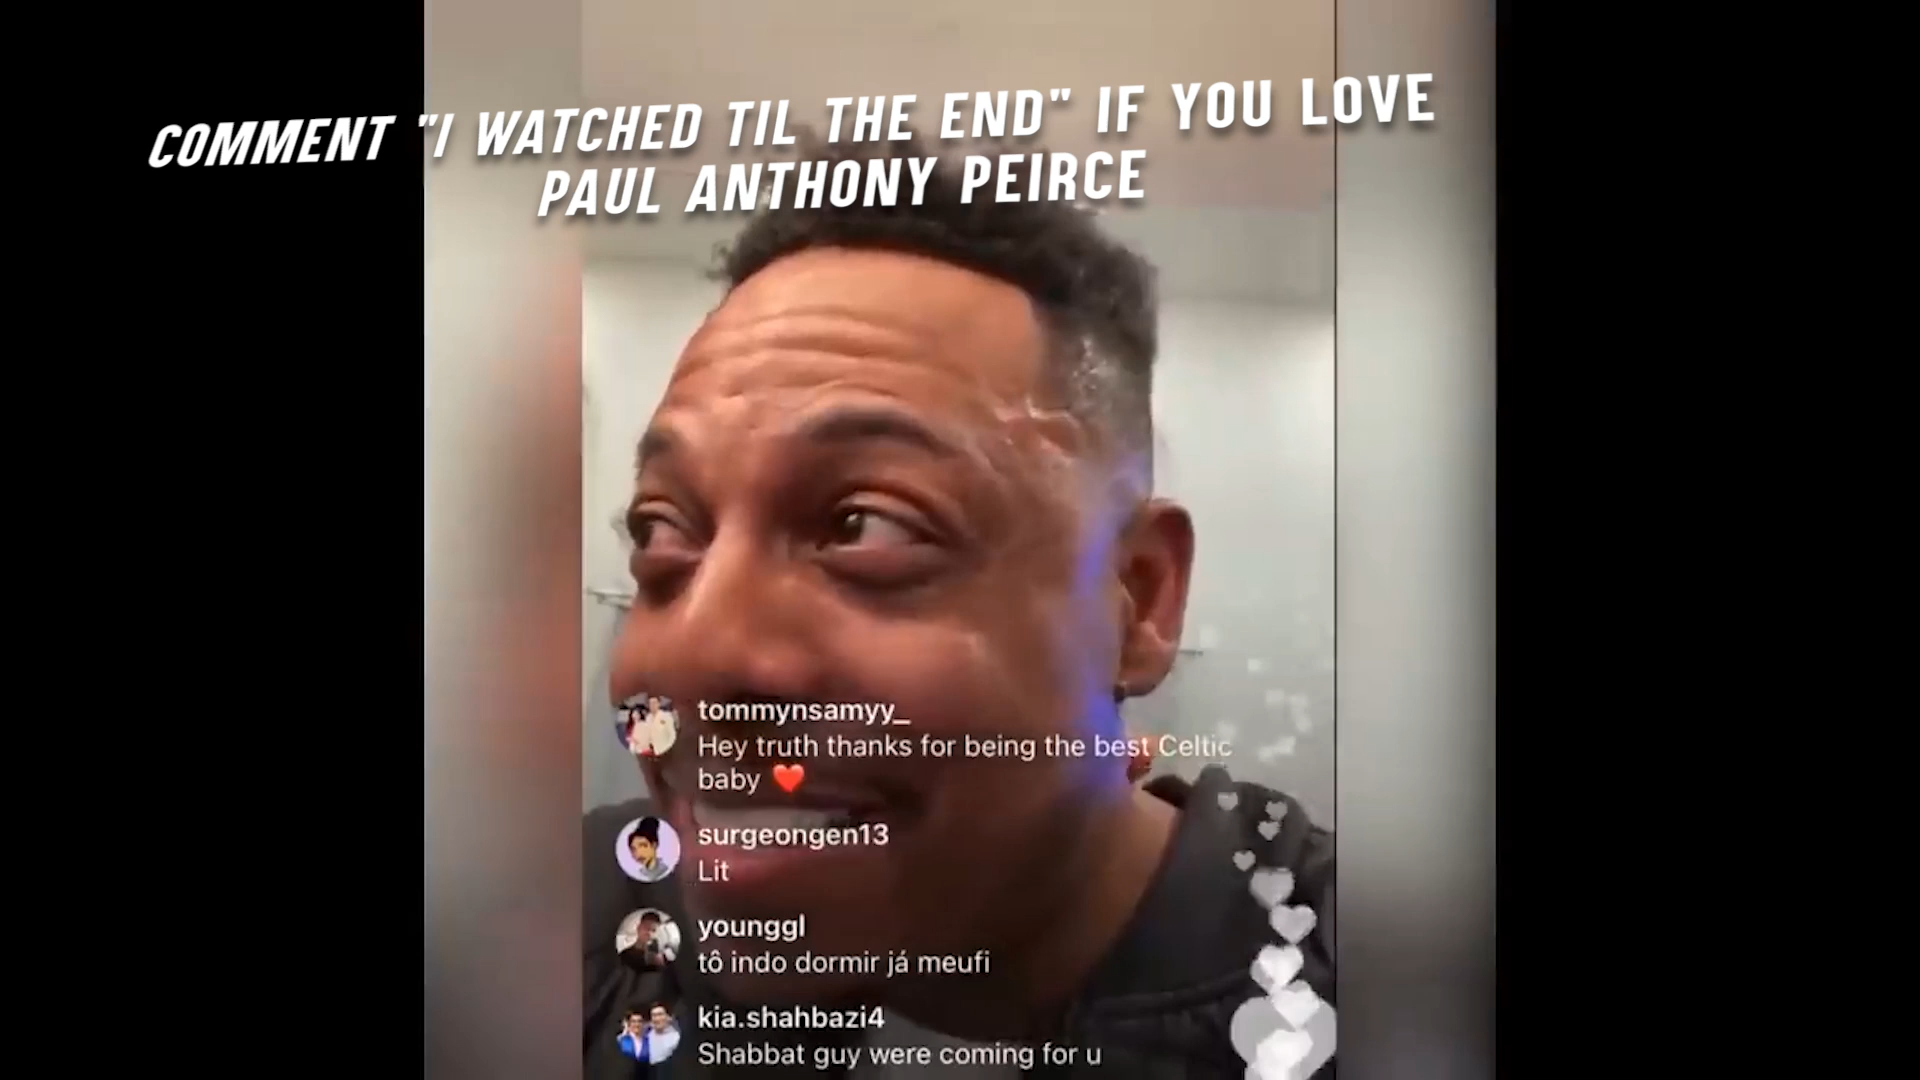 COMMENT "I WATCHED TIL THE END" IF YOU LOVE
PAUL ANTHONY PEIRCE
tommynsamyy_
Hey truth thanks for being the best Celtic
baby ❤️
surgeongen13
Lit
younggl
tô indo dormir já meufi
kia.shahbazi4
Shabbat guy were coming for u